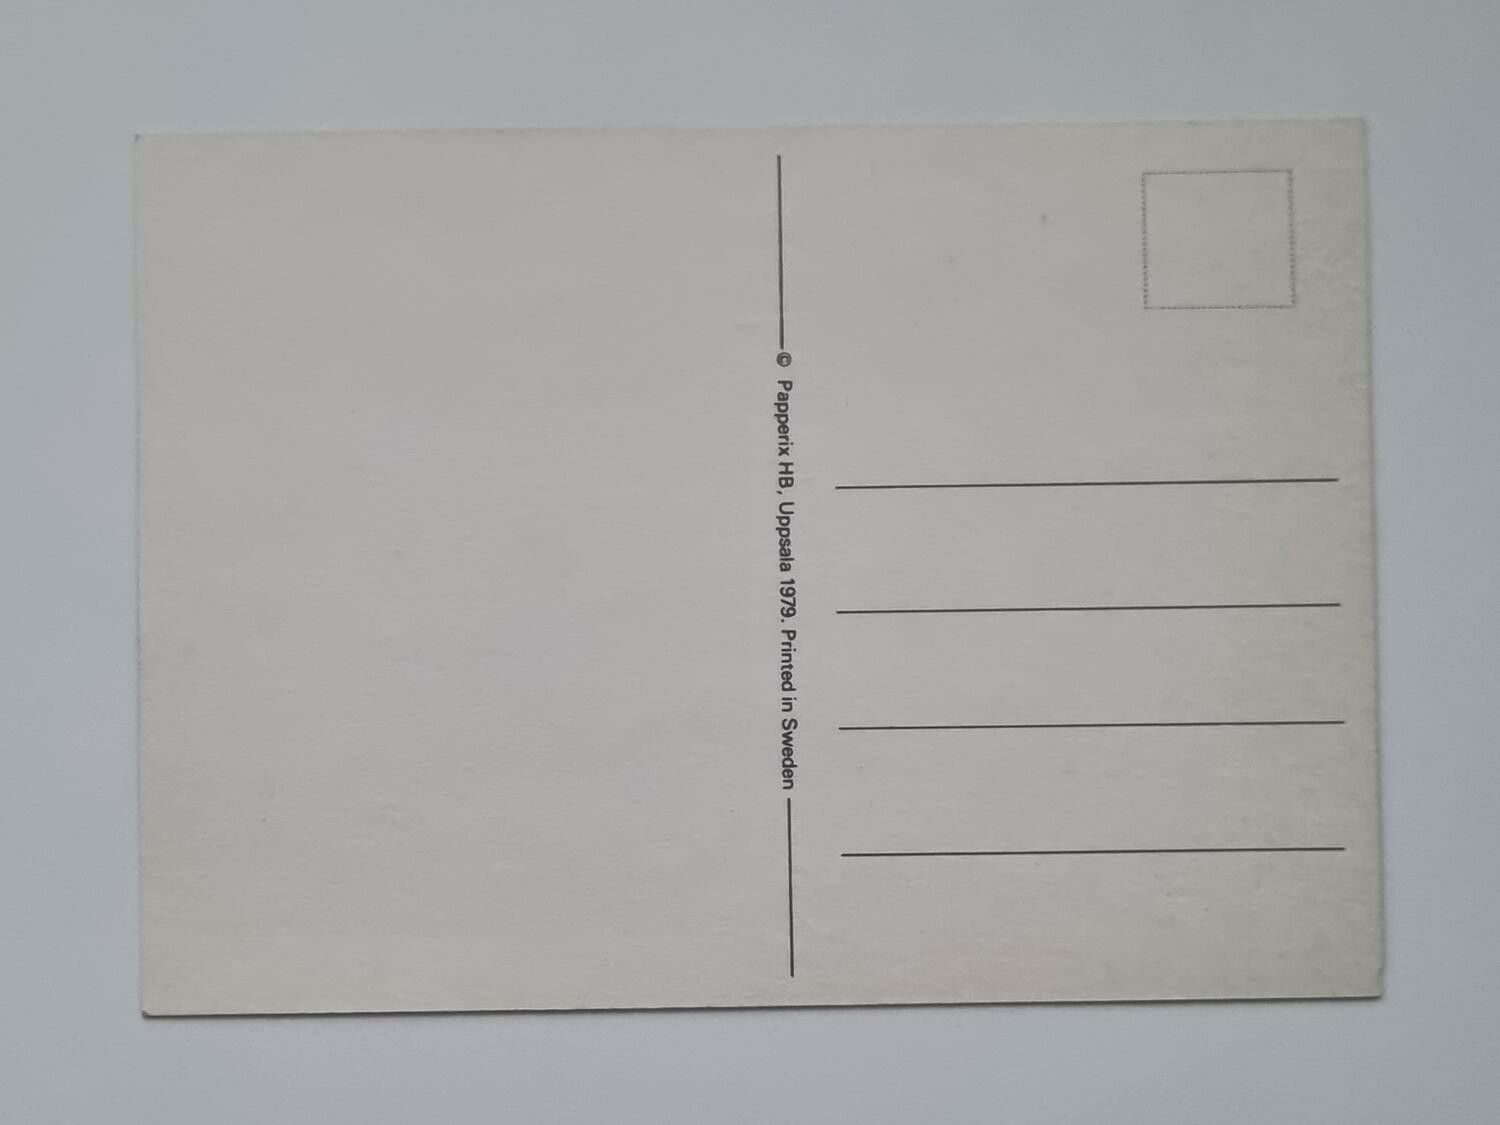 © Papperix HB, Uppsala 1979. Printed in Sweden